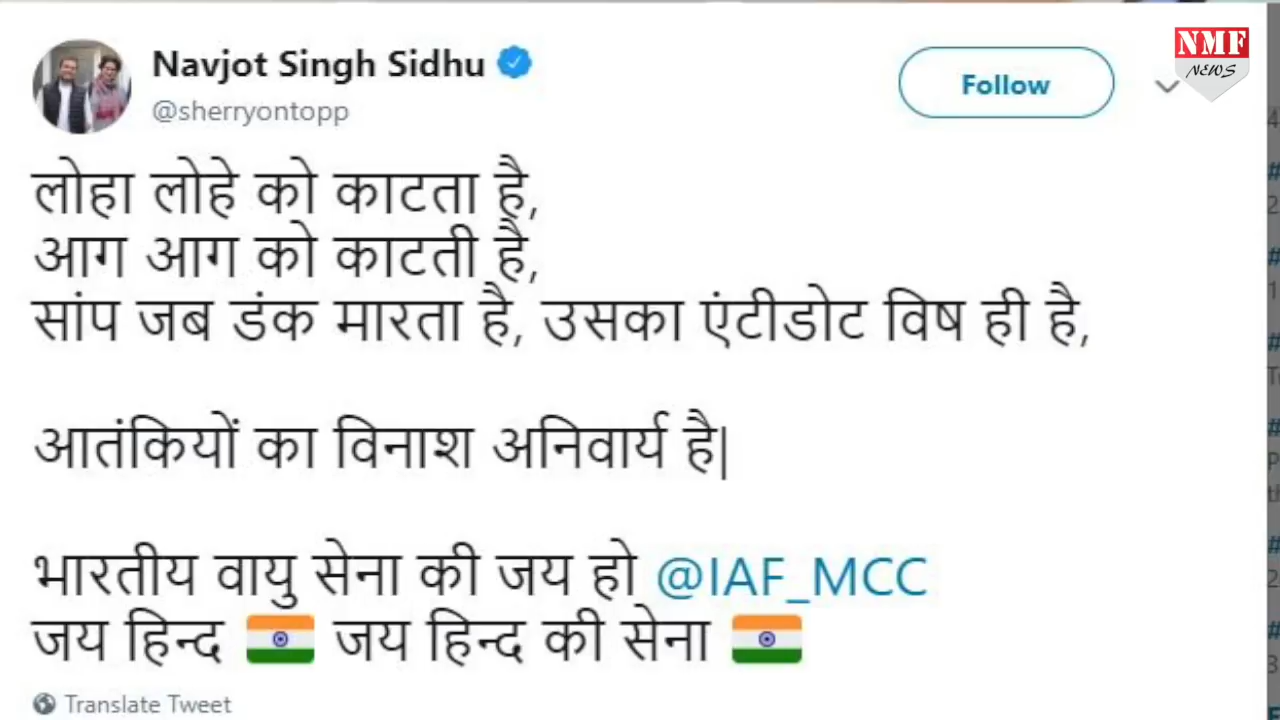 NMF
NEWS
Navjot Singh Sidhu
@sherryontopp
Follow
लोहा लोहे को काटता है,
आग आग को काटती है,
सांप जब डंक मारता है, उसका एंटीडोट विष ही है,
आतंकियों का विनाश अनिवार्य है|
भारतीय वायु सेना की जय हो @IAF_MCC
जय हिन्द 🇮🇳 जय हिन्द की सेना 🇮🇳
Translate Tweet